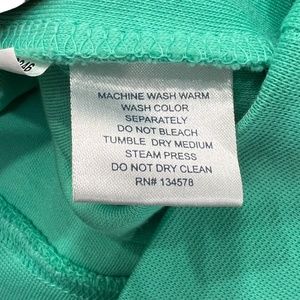 MACHINE WASH WARM
WASH COLOR
SEPARATELY
DO NOT BLEACH
TUMBLE DRY MEDIUM
STEAM PRESS
DO NOT DRY CLEAN
RN# 134578